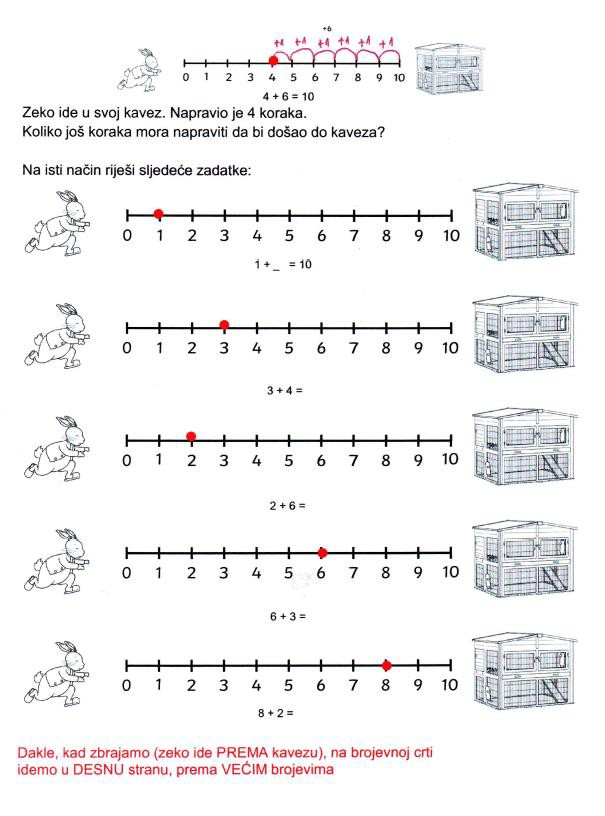 +6
+1 +1 +1 +1 +1 +1
0 1 2 3 4 5 6 7 8 9 10
4 + 6 = 10
Zeko ide u svoj kavez. Napravio je 4 koraka.
Koliko još koraka mora napraviti da bi došao do kaveza?
Na isti način riješi sljedeće zadatke:
0 1 2 3 4 5 6 7 8 9 10
1 + _ = 10
0 1 2 3 4 5 6 7 8 9 10
3 + 4 =
0 1 2 3 4 5 6 7 8 9 10
2 + 6 =
0 1 2 3 4 5 6 7 8 9 10
6 + 3 =
0 1 2 3 4 5 6 7 8 9 10
8 + 2 =
Dakle, kad zbrajamo (zeko ide PREMA kavezu), na brojevnoj crti
idemo u DESNU stranu, prema VEĆIM brojevima